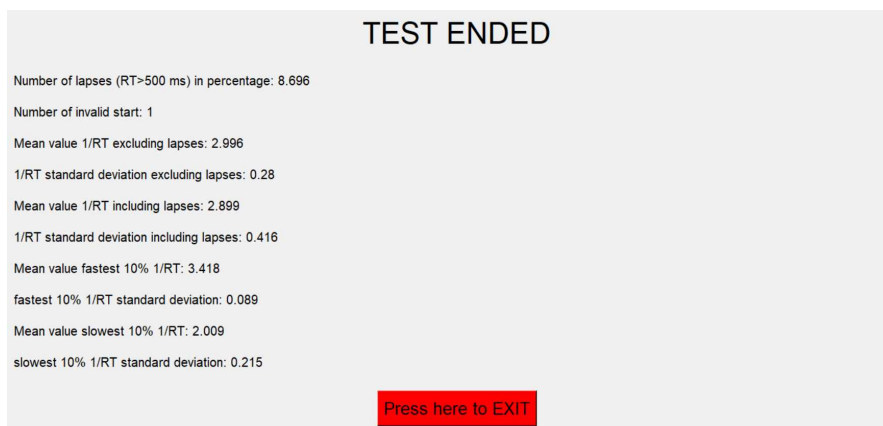 TEST ENDED
Number of lapses (RT>500 ms) in percentage: 8.696
Number of invalid start: 1
Mean value 1/RT excluding lapses: 2.996
1/RT standard deviation excluding lapses: 0.28
Mean value 1/RT including lapses: 2.899
1/RT standard deviation including lapses: 0.416
Mean value fastest 10% 1/RT: 3.418
fastest 10% 1/RT standard deviation: 0.089
Mean value slowest 10% 1/RT: 2.009
slowest 10% 1/RT standard deviation: 0.215
Press here to EXIT